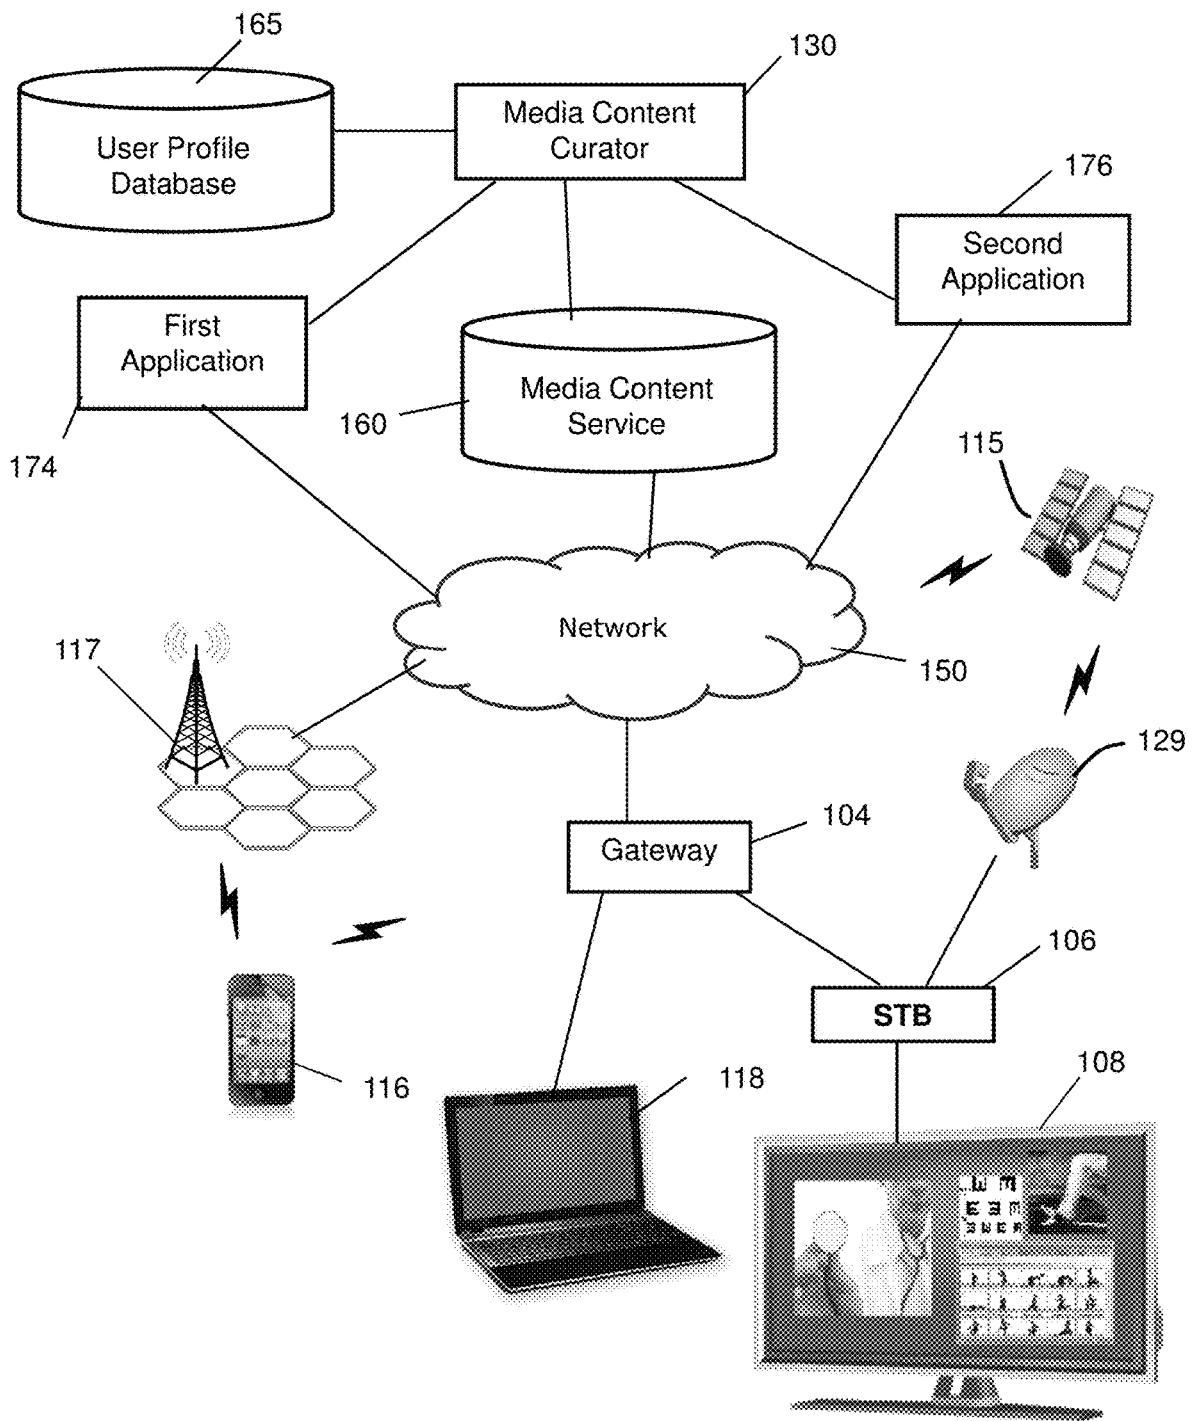 165
130
Media Content
Curator
User Profile
Database
176
Second
Application
First
Application
174
Media Content
Service
160
115
Network
150
117
129
104
Gateway
106
STB
116
118
108